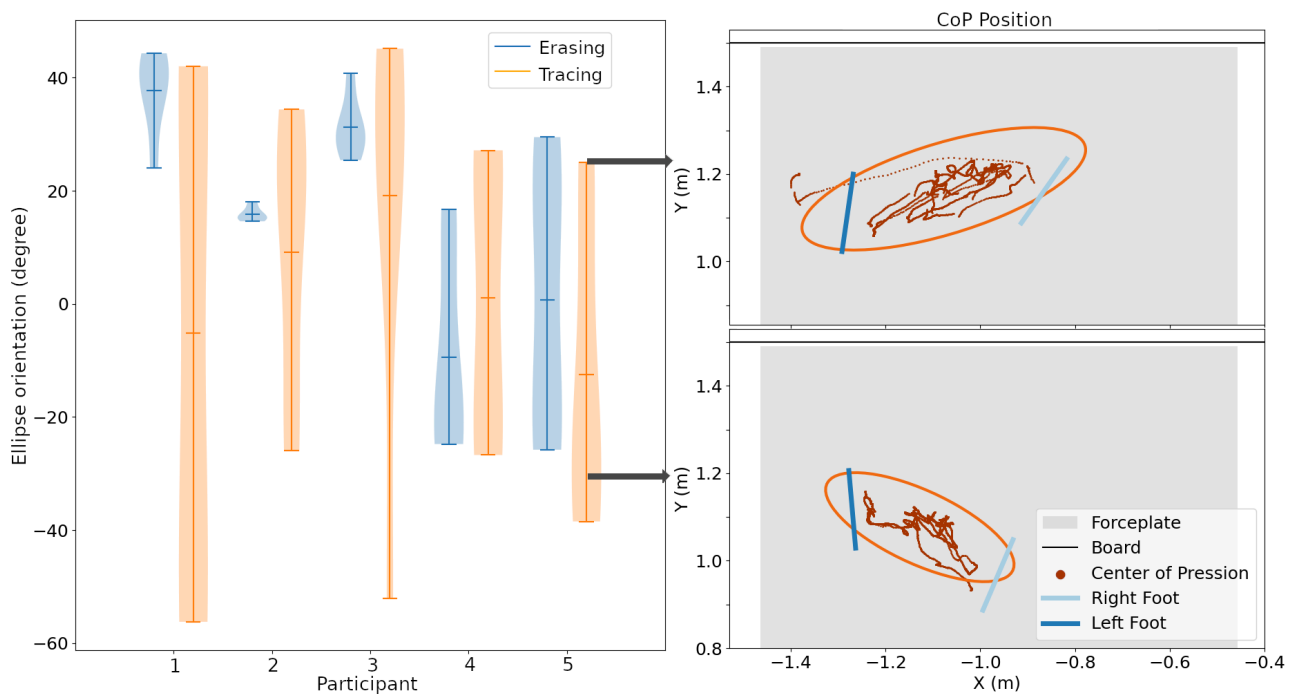 Ellipse orientation (degree)
40
20
0
−20
−40
−60
1
2
3
4
5
Participant
Erasing
Tracing
CoP Position
Y (m)
1.4
1.2
1.0
Y (m)
1.4
1.2
1.0
0.8
−1.4
−1.2
−1.0
−0.8
−0.6
−0.4
X (m)
Forceplate
Board
Center of Pression
Right Foot
Left Foot